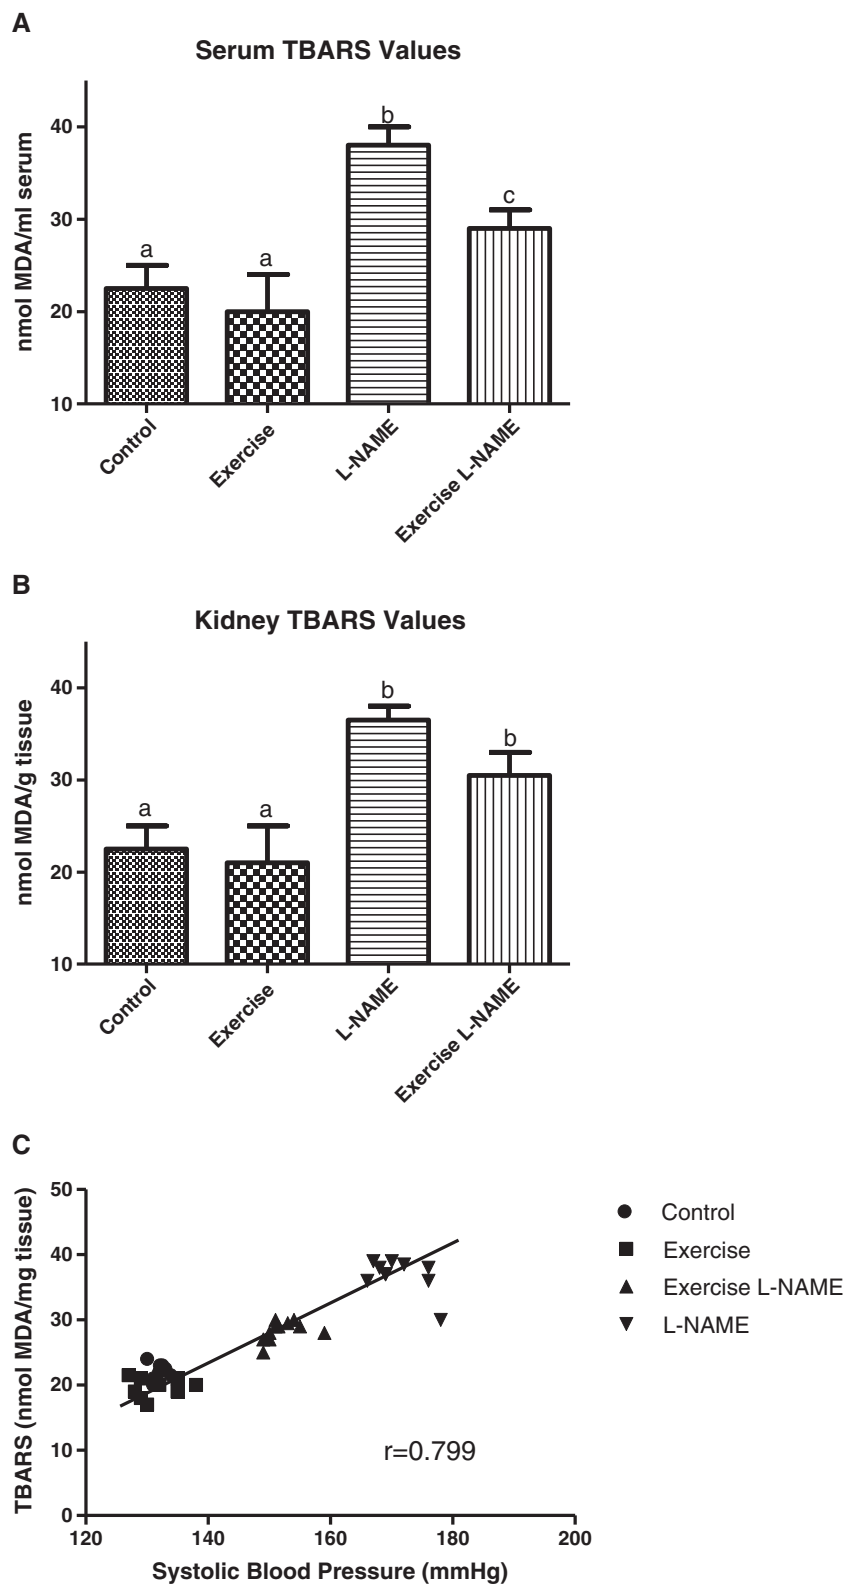 A
Serum TBARS Values
nmol MDA/ml serum
40
30
20
10
a
a
b
c
Control
Exercise
L-NAME
Exercise L-NAME
B
Kidney TBARS Values
nmol MDA/g tissue
40
30
20
10
a
a
b
b
Control
Exercise
L-NAME
Exercise L-NAME
C
TBARS (nmol MDA/mg tissue)
50
40
30
20
10
0
r=0.799
120
140
160
180
200
Systolic Blood Pressure (mmHg)
Control
Exercise
Exercise L-NAME
L-NAME